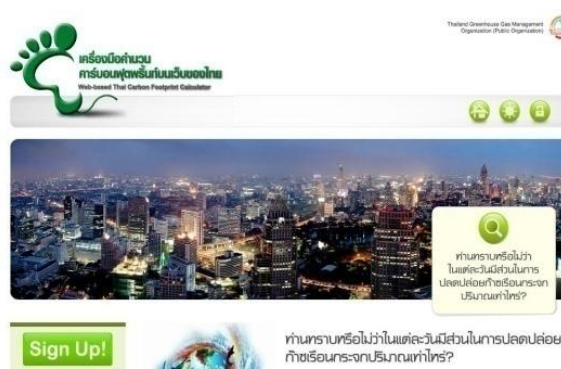 Thailand Greenhouse Gas Management
Organization (Public Organization)
เครื่องมือคำนวน
คาร์บอนฟุตพริ้นท์บนเว็บของไทย
Web-based Thai Carbon Footprint Calculator
ท่านทราบหรือไม่ว่า
ในแต่ละวันมีส่วนในการ
ปลดปล่อยก๊าซเรือนกระจก
ปริมาณเท่าไหร่?
Sign Up!
ท่านทราบหรือไม่ว่าในแต่ละวันมีส่วนในการปลดปล่อย
ก๊าซเรือนกระจกปริมาณเท่าไหร่?